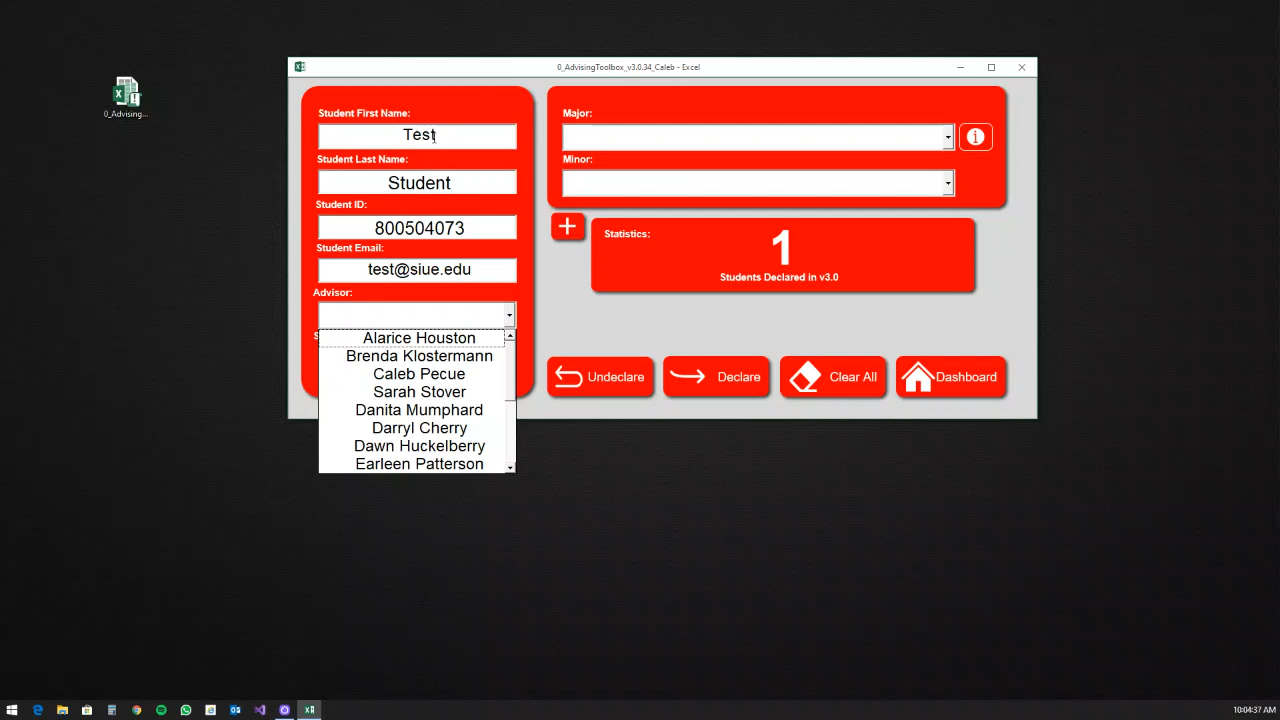 0_AdvisingToolbox_v3.0.34_Caleb - Excel
0_Advising...
Student First Name:
Test
Student Last Name:
Student
Student ID:
800504073
Student Email:
test@siue.edu
Advisor:
S
Alarice Houston
Brenda Klostermann
Caleb Pecue
Sarah Stover
Danita Mumphard
Darryl Cherry
Dawn Huckelberry
Earleen Patterson
Major:
Minor:
Statistics:
1
Students Declared in v3.0
Undeclare
Declare
Clear All
Dashboard
10:04:37 AM